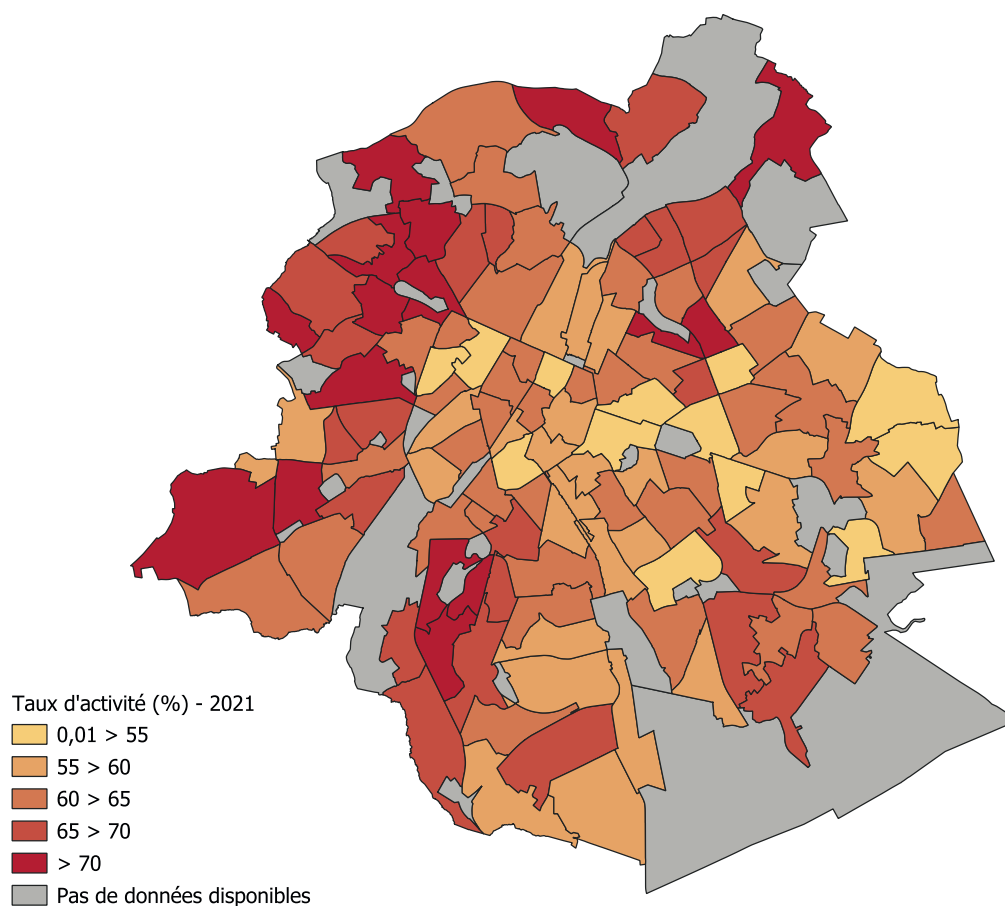 Taux d'activité (%) - 2021
0,01 > 55
55 > 60
60 > 65
65 > 70
> 70
Pas de données disponibles